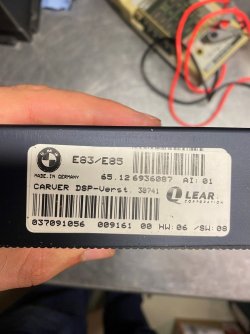 E83/E85
MADE IN GERMANY
65.12 6936087 AI: 01
CARVER DSP-Verst. 38741
LEAR
CORPORATION
037091056 009161 00 HW:06 /SW:08